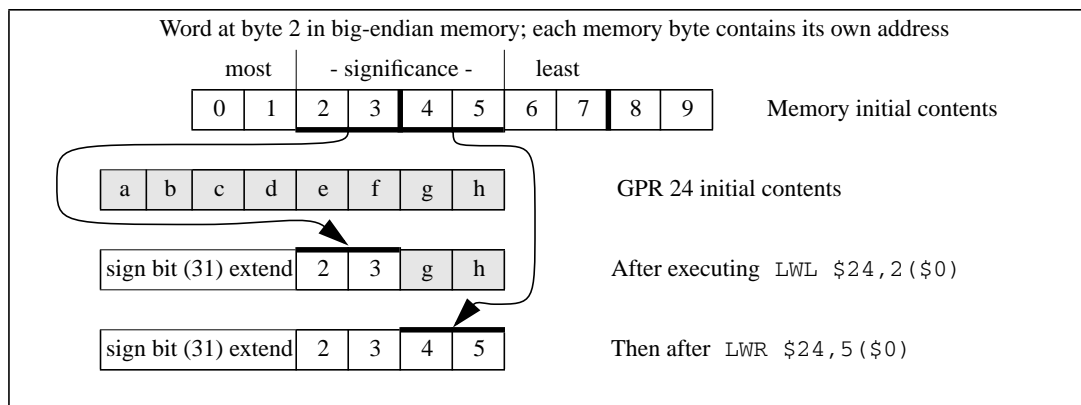 Word at byte 2 in big-endian memory; each memory byte contains its own address
most - significance - least
0 1 2 3 4 5 6 7 8 9 Memory initial contents
a b c d e f g h GPR 24 initial contents
sign bit (31) extend 2 3 g h After executing LWL $24,2($0)
sign bit (31) extend 2 3 4 5 Then after LWR $24,5($0)